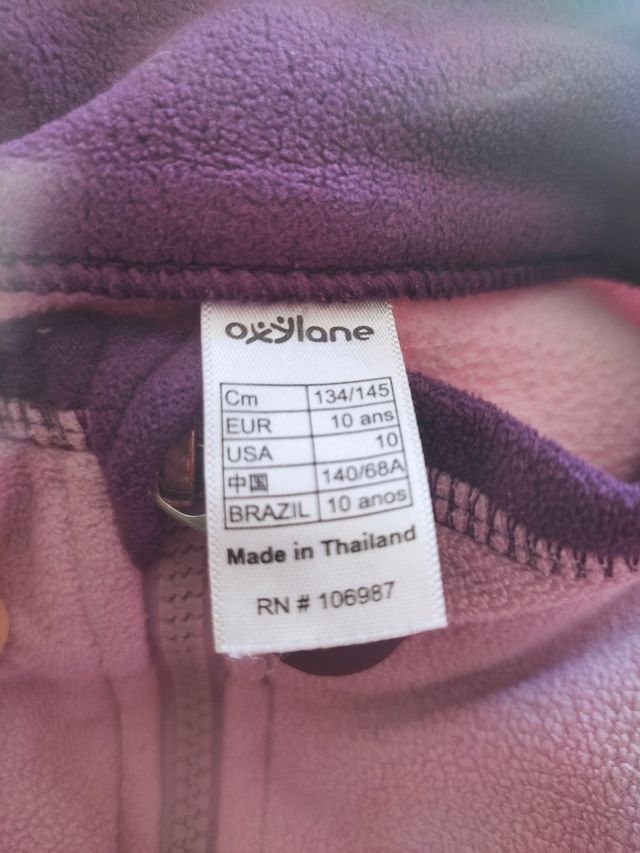 oxylane
Cm 134/145
EUR 10 ans
USA 10
中国 140/68A
BRAZIL 10 anos
Made in Thailand
RN # 106987